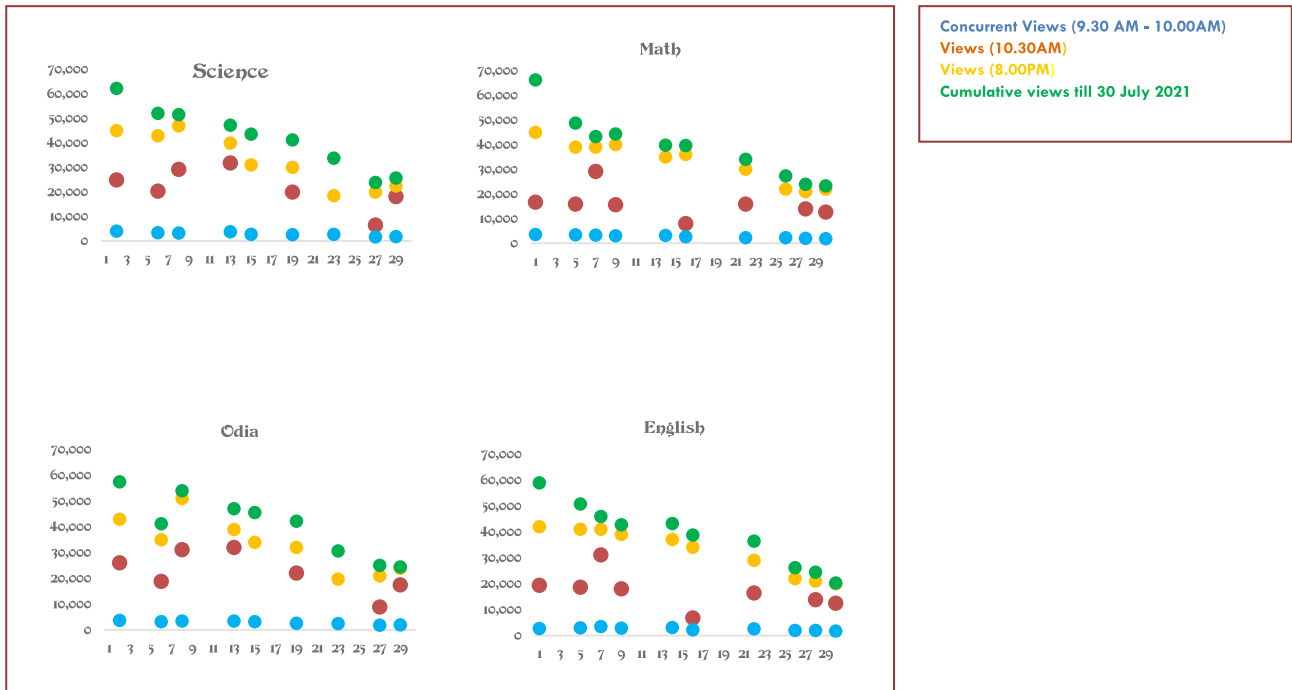 Concurrent Views (9.30 AM - 10.00AM)
Views (10.30AM)
Views (8.00PM)
Cumulative views till 30 July 2021
Science
70,000
60,000
50,000
40,000
30,000
20,000
10,000
0
1 3 5 7 9 11 13 15 17 19 21 23 25 27 29
Math
70,000
60,000
50,000
40,000
30,000
20,000
10,000
0
1 3 5 7 9 11 13 15 17 19 21 23 25 27 29
Odia
70,000
60,000
50,000
40,000
30,000
20,000
10,000
0
1 3 5 7 9 11 13 15 17 19 21 23 25 27 29
English
70,000
60,000
50,000
40,000
30,000
20,000
10,000
0
1 3 5 7 9 11 13 15 17 19 21 23 25 27 29